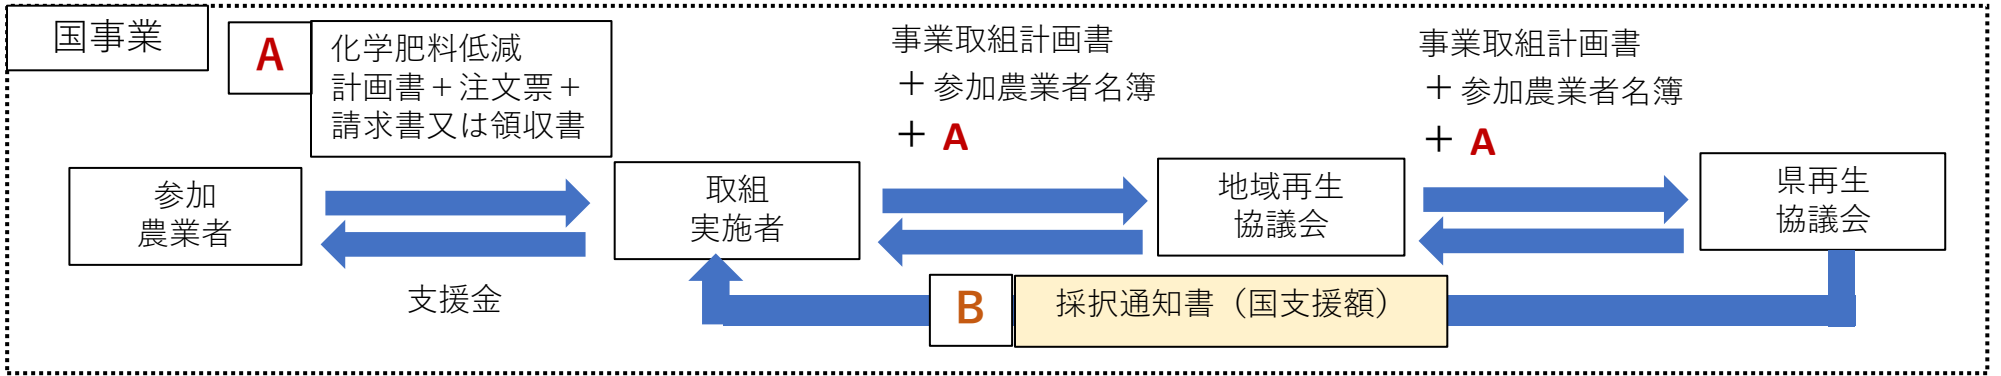 国事業
A
化学肥料低減
計画書＋注文票＋
請求書又は領収書
事業取組計画書
＋ 参加農業者名簿
＋ A
事業取組計画書
＋ 参加農業者名簿
＋ A
参加
農業者
取組
実施者
地域再生
協議会
県再生
協議会
支援金
B
採択通知書（国支援額）